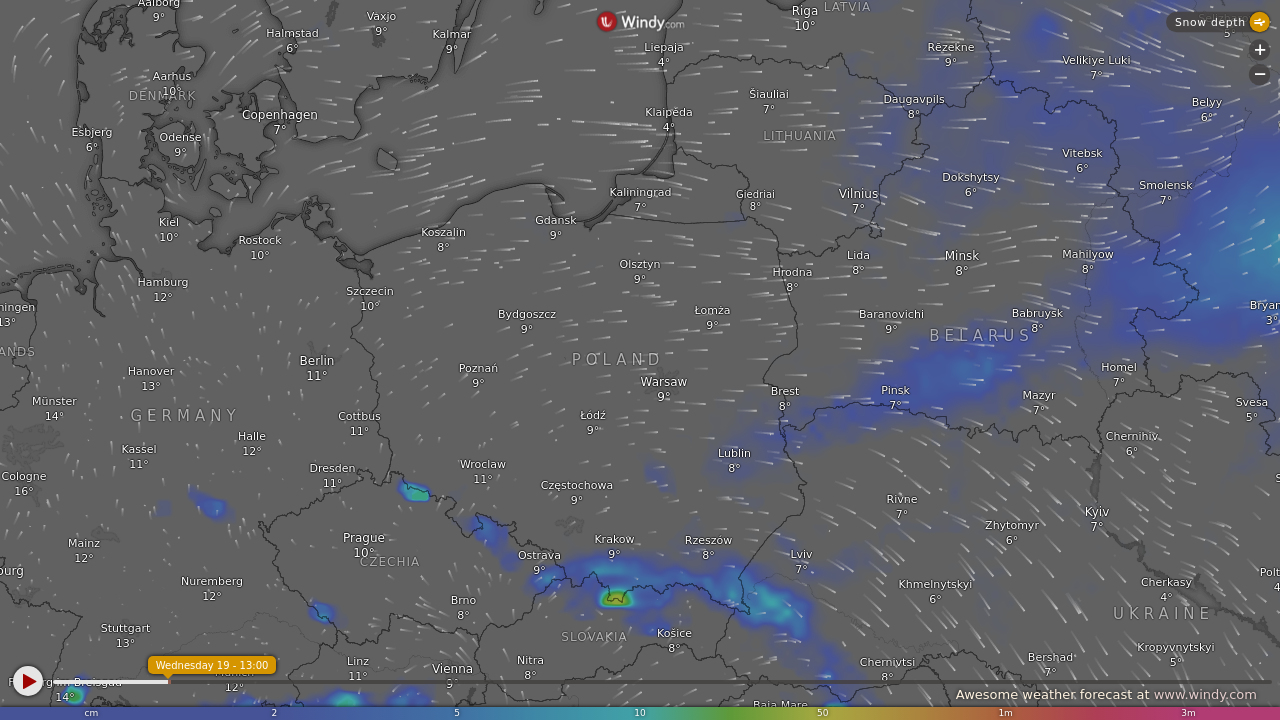 Aalborg
9°
Växjö
9°
Halmstad
6°
Kalmar
9°
Windy.com
Riga
10°
LATVIA
Snow depth
5°
Liepaja
4°
Rēzekne
9°
Velikiye Luki
7°
+
−
Aarhus
10°
DENMARK
Copenhagen
7°
Klaipėda
4°
Šiauliai
7°
Daugavpils
8°
Belyy
6°
Esbjerg
6°
Odense
9°
LITHUANIA
Vitebsk
6°
Dokshytsy
6°
Smolensk
7°
Kaliningrad
7°
Giedriai
8°
Vilnius
7°
Kiel
10°
Rostock
10°
Koszalin
8°
Gdansk
9°
Lida
8°
Minsk
8°
Mahilyow
8°
Hamburg
12°
Szczecin
10°
Olsztyn
9°
Hrodna
8°
ningen
13°
Bydgoszcz
9°
Łomża
9°
Baranovichi
9°
Babruysk
8°
Bryan
3°
BELARUS
ANDS
Berlin
11°
POLAND
Hanover
13°
Poznań
9°
Warsaw
9°
Brest
8°
Pinsk
7°
Homel
7°
Mazyr
7°
Münster
14°
GERMANY
Cottbus
11°
Łódź
9°
Svesa
5°
Kassel
11°
Halle
12°
Chernihiv
6°
Cologne
16°
Dresden
11°
Wroclaw
11°
Lublin
8°
S
Częstochowa
9°
Rivne
7°
Kyiv
7°
Zhytomyr
6°
Mainz
12°
Prague
10°
CZECHIA
Ostrava
9°
Krakow
9°
Rzeszów
8°
Lviv
7°
burg
Nuremberg
12°
Brno
8°
Khmelnytskyi
6°
Cherkasy
4°
Polt
4
UKRAINE
Stuttgart
13°
SLOVAKIA
Košice
8°
Kropyvnytskyi
5°
Wednesday 19 - 13:00
Linz
11°
Vienna
9°
Nitra
8°
Chernivtsi
8°
Bershad
7°
Freiburg im Breisgau
14°
Munich
12°
Baia Mare
Awesome weather forecast at www.windy.com
cm 2 5 10 50 1m 3m